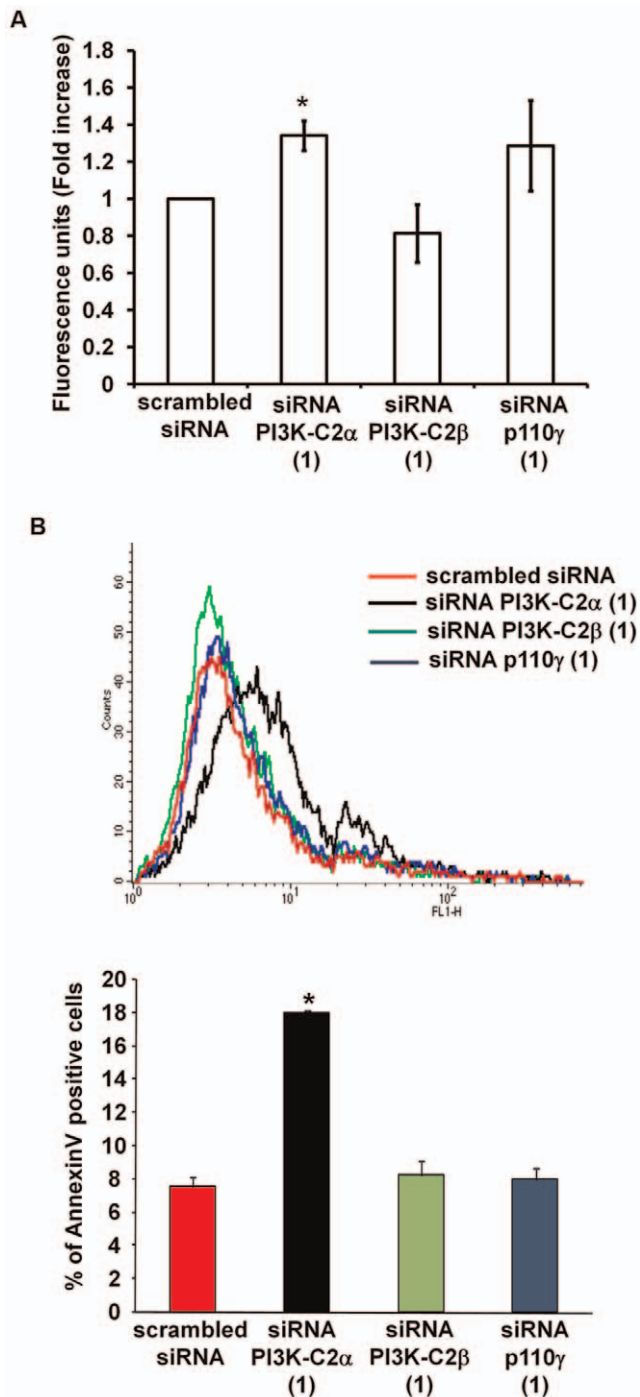 A
Fluorescence units (Fold increase)
1.8
1.6
1.4
1.2
1
0.8
0.6
0.4
0.2
0
*
scrambled siRNA
siRNA PI3K-C2α (1)
siRNA PI3K-C2β (1)
siRNA p110γ (1)
B
Counts
60
50
40
30
20
10
0
10⁰
10¹
10²
FL1-H
scrambled siRNA
siRNA PI3K-C2α (1)
siRNA PI3K-C2β (1)
siRNA p110γ (1)
% of AnnexinV positive cells
20
18
16
14
12
10
8
6
4
2
0
*
scrambled siRNA
siRNA PI3K-C2α (1)
siRNA PI3K-C2β (1)
siRNA p110γ (1)